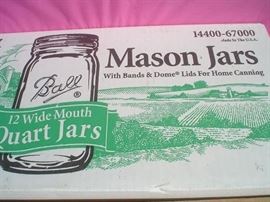 14400-67000
Made In The U.S.A.
Mason Jars
With Bands & Dome® Lids For Home Canning
Ball
®
12 Wide Mouth
Quart Jars